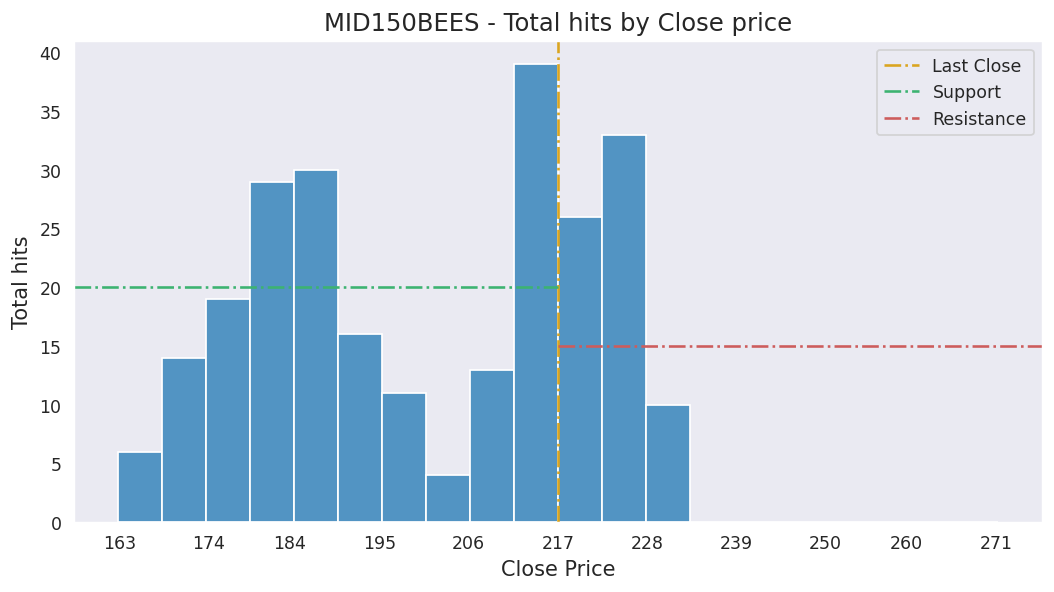 MID150BEES - Total hits by Close price
40
35
30
25
20
15
10
5
0
Total hits
Last Close
Support
Resistance
163 174 184 195 206 217 228 239 250 260 271
Close Price